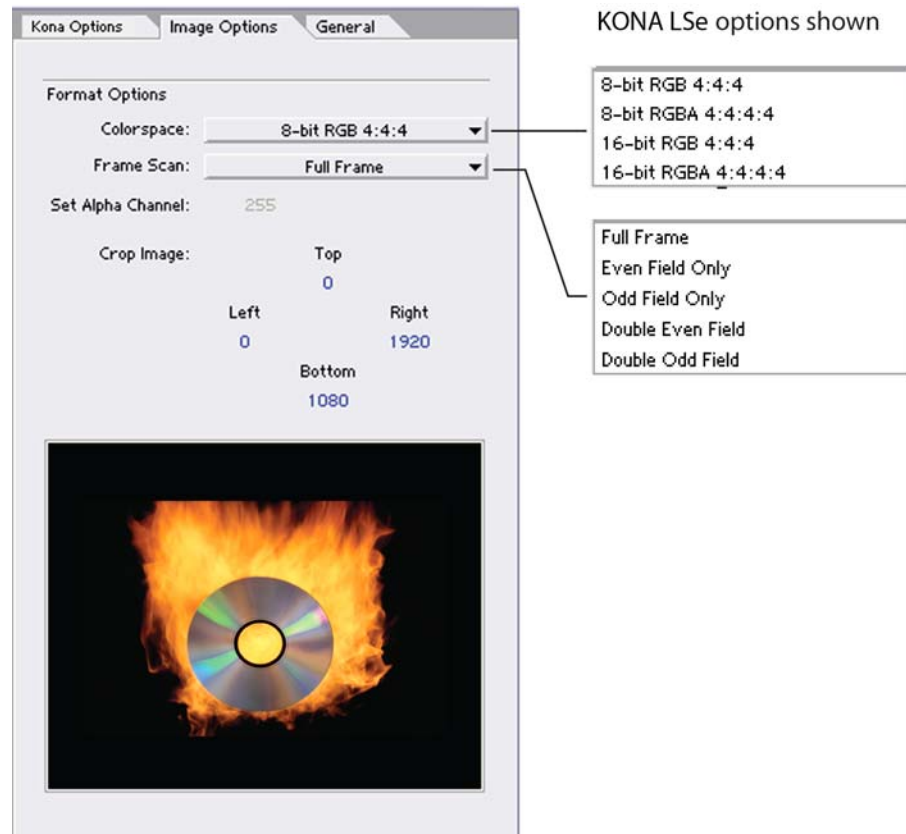 Kona Options Image Options General
KONA LSe options shown
Format Options
Colorspace: 8-bit RGB 4:4:4
Frame Scan: Full Frame
Set Alpha Channel: 255
Crop Image: Top
0
Left Right
0 1920
Bottom
1080
8-bit RGB 4:4:4
8-bit RGBA 4:4:4:4
16-bit RGB 4:4:4
16-bit RGBA 4:4:4:4
Full Frame
Even Field Only
Odd Field Only
Double Even Field
Double Odd Field